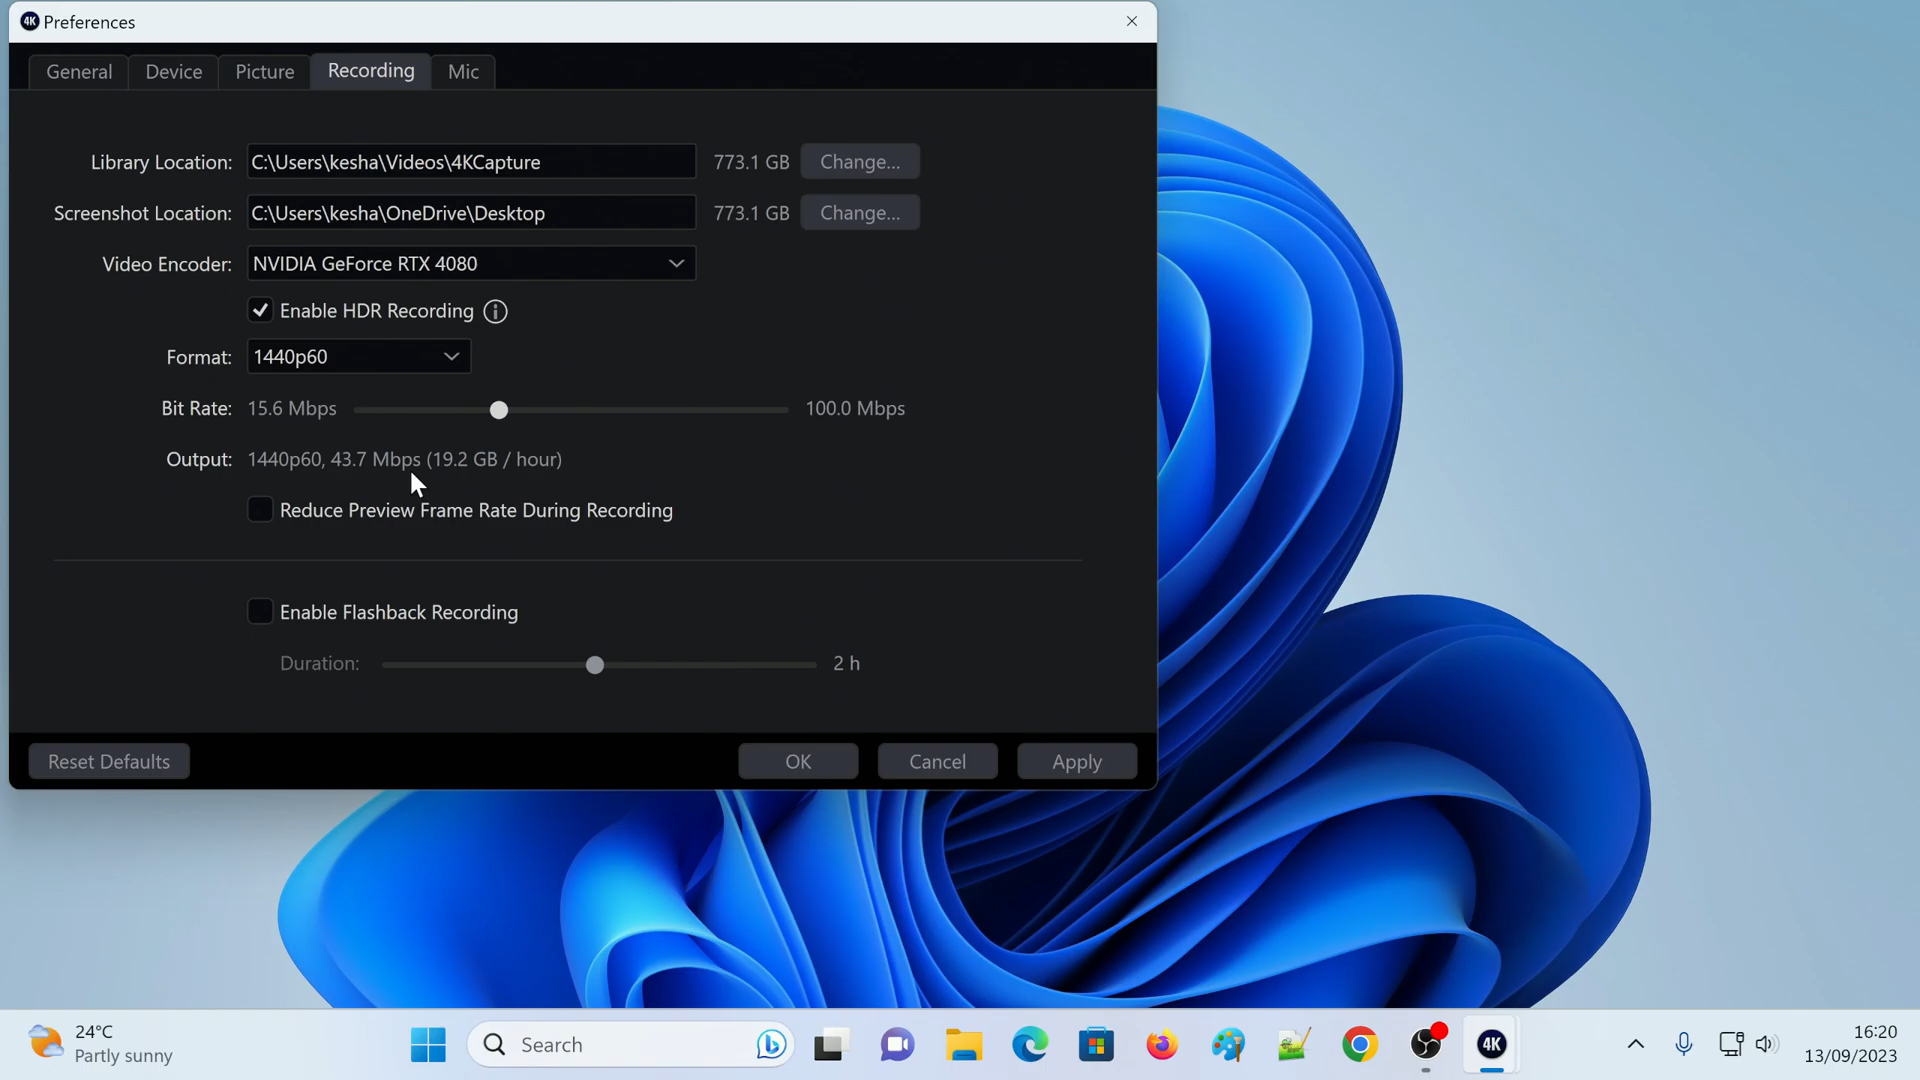 4K Preferences
General Device Picture Recording Mic
Library Location: C:\Users\kesha\Videos\4KCapture 773.1 GB Change...
Screenshot Location: C:\Users\kesha\OneDrive\Desktop 773.1 GB Change...
Video Encoder: NVIDIA GeForce RTX 4080
Enable HDR Recording
Format: 1440p60
Bit Rate: 15.6 Mbps 100.0 Mbps
Output: 1440p60, 43.7 Mbps (19.2 GB / hour)
Reduce Preview Frame Rate During Recording
Enable Flashback Recording
Duration: 2 h
Reset Defaults OK Cancel Apply
24°C
Partly sunny
Search
4K
16:20
13/09/2023